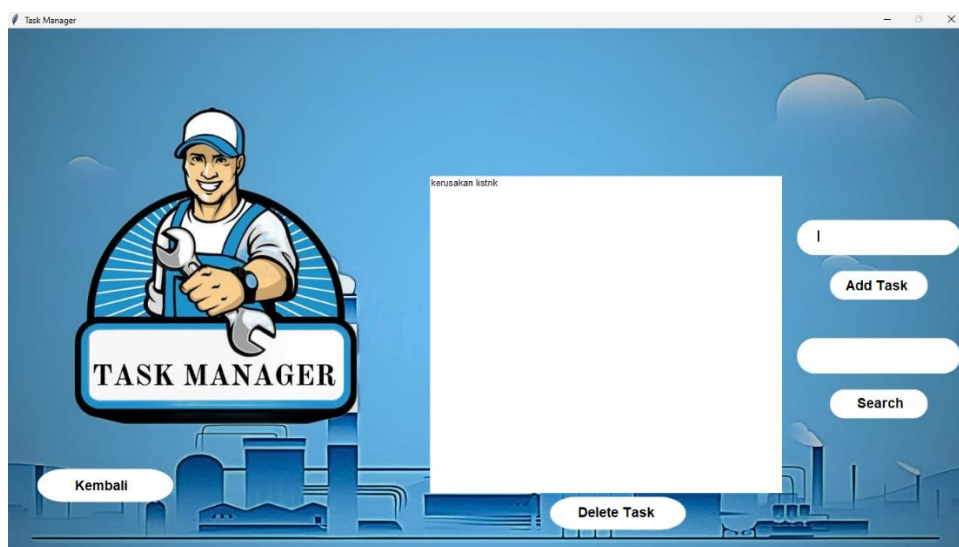 Task Manager
kerusakan listrik
Add Task
TASK MANAGER
Search
Kembali
Delete Task